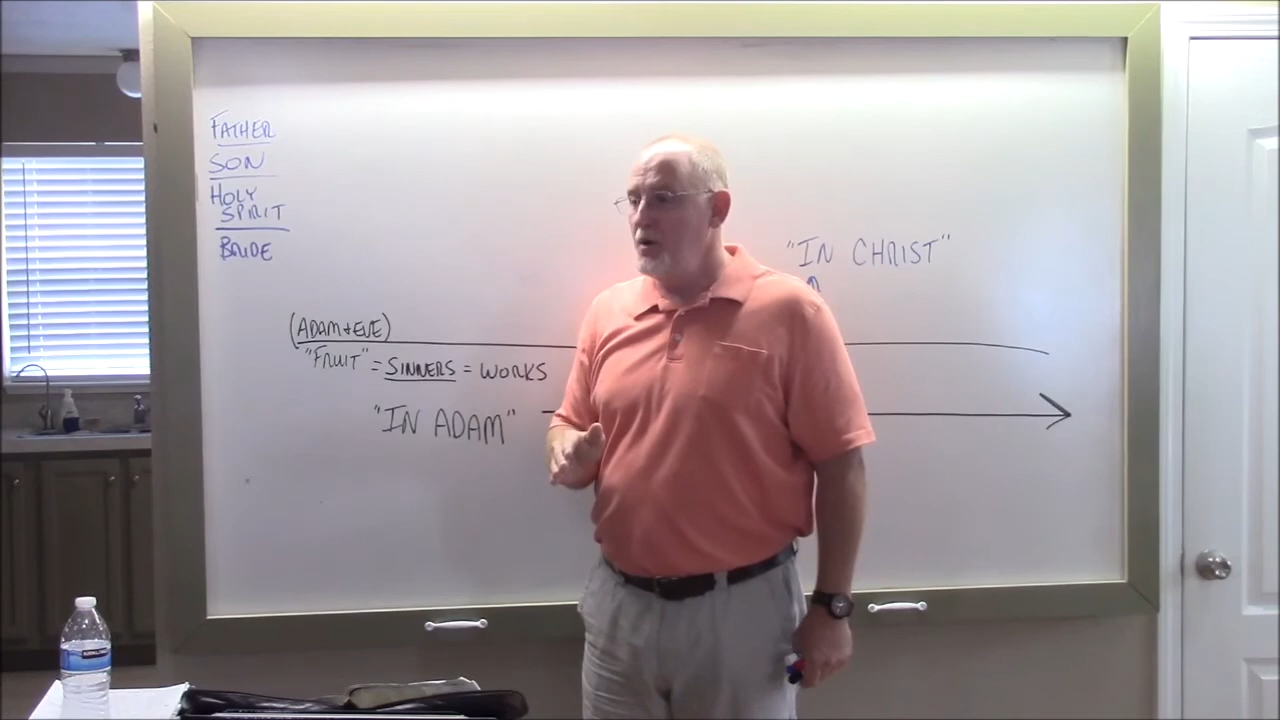 FATHER
SON
HOLY
SPIRIT
BRIDE
"IN CHRIST"
(ADAM + EVE)
"FRUIT" = SINNERS = WORKS
"IN ADAM"